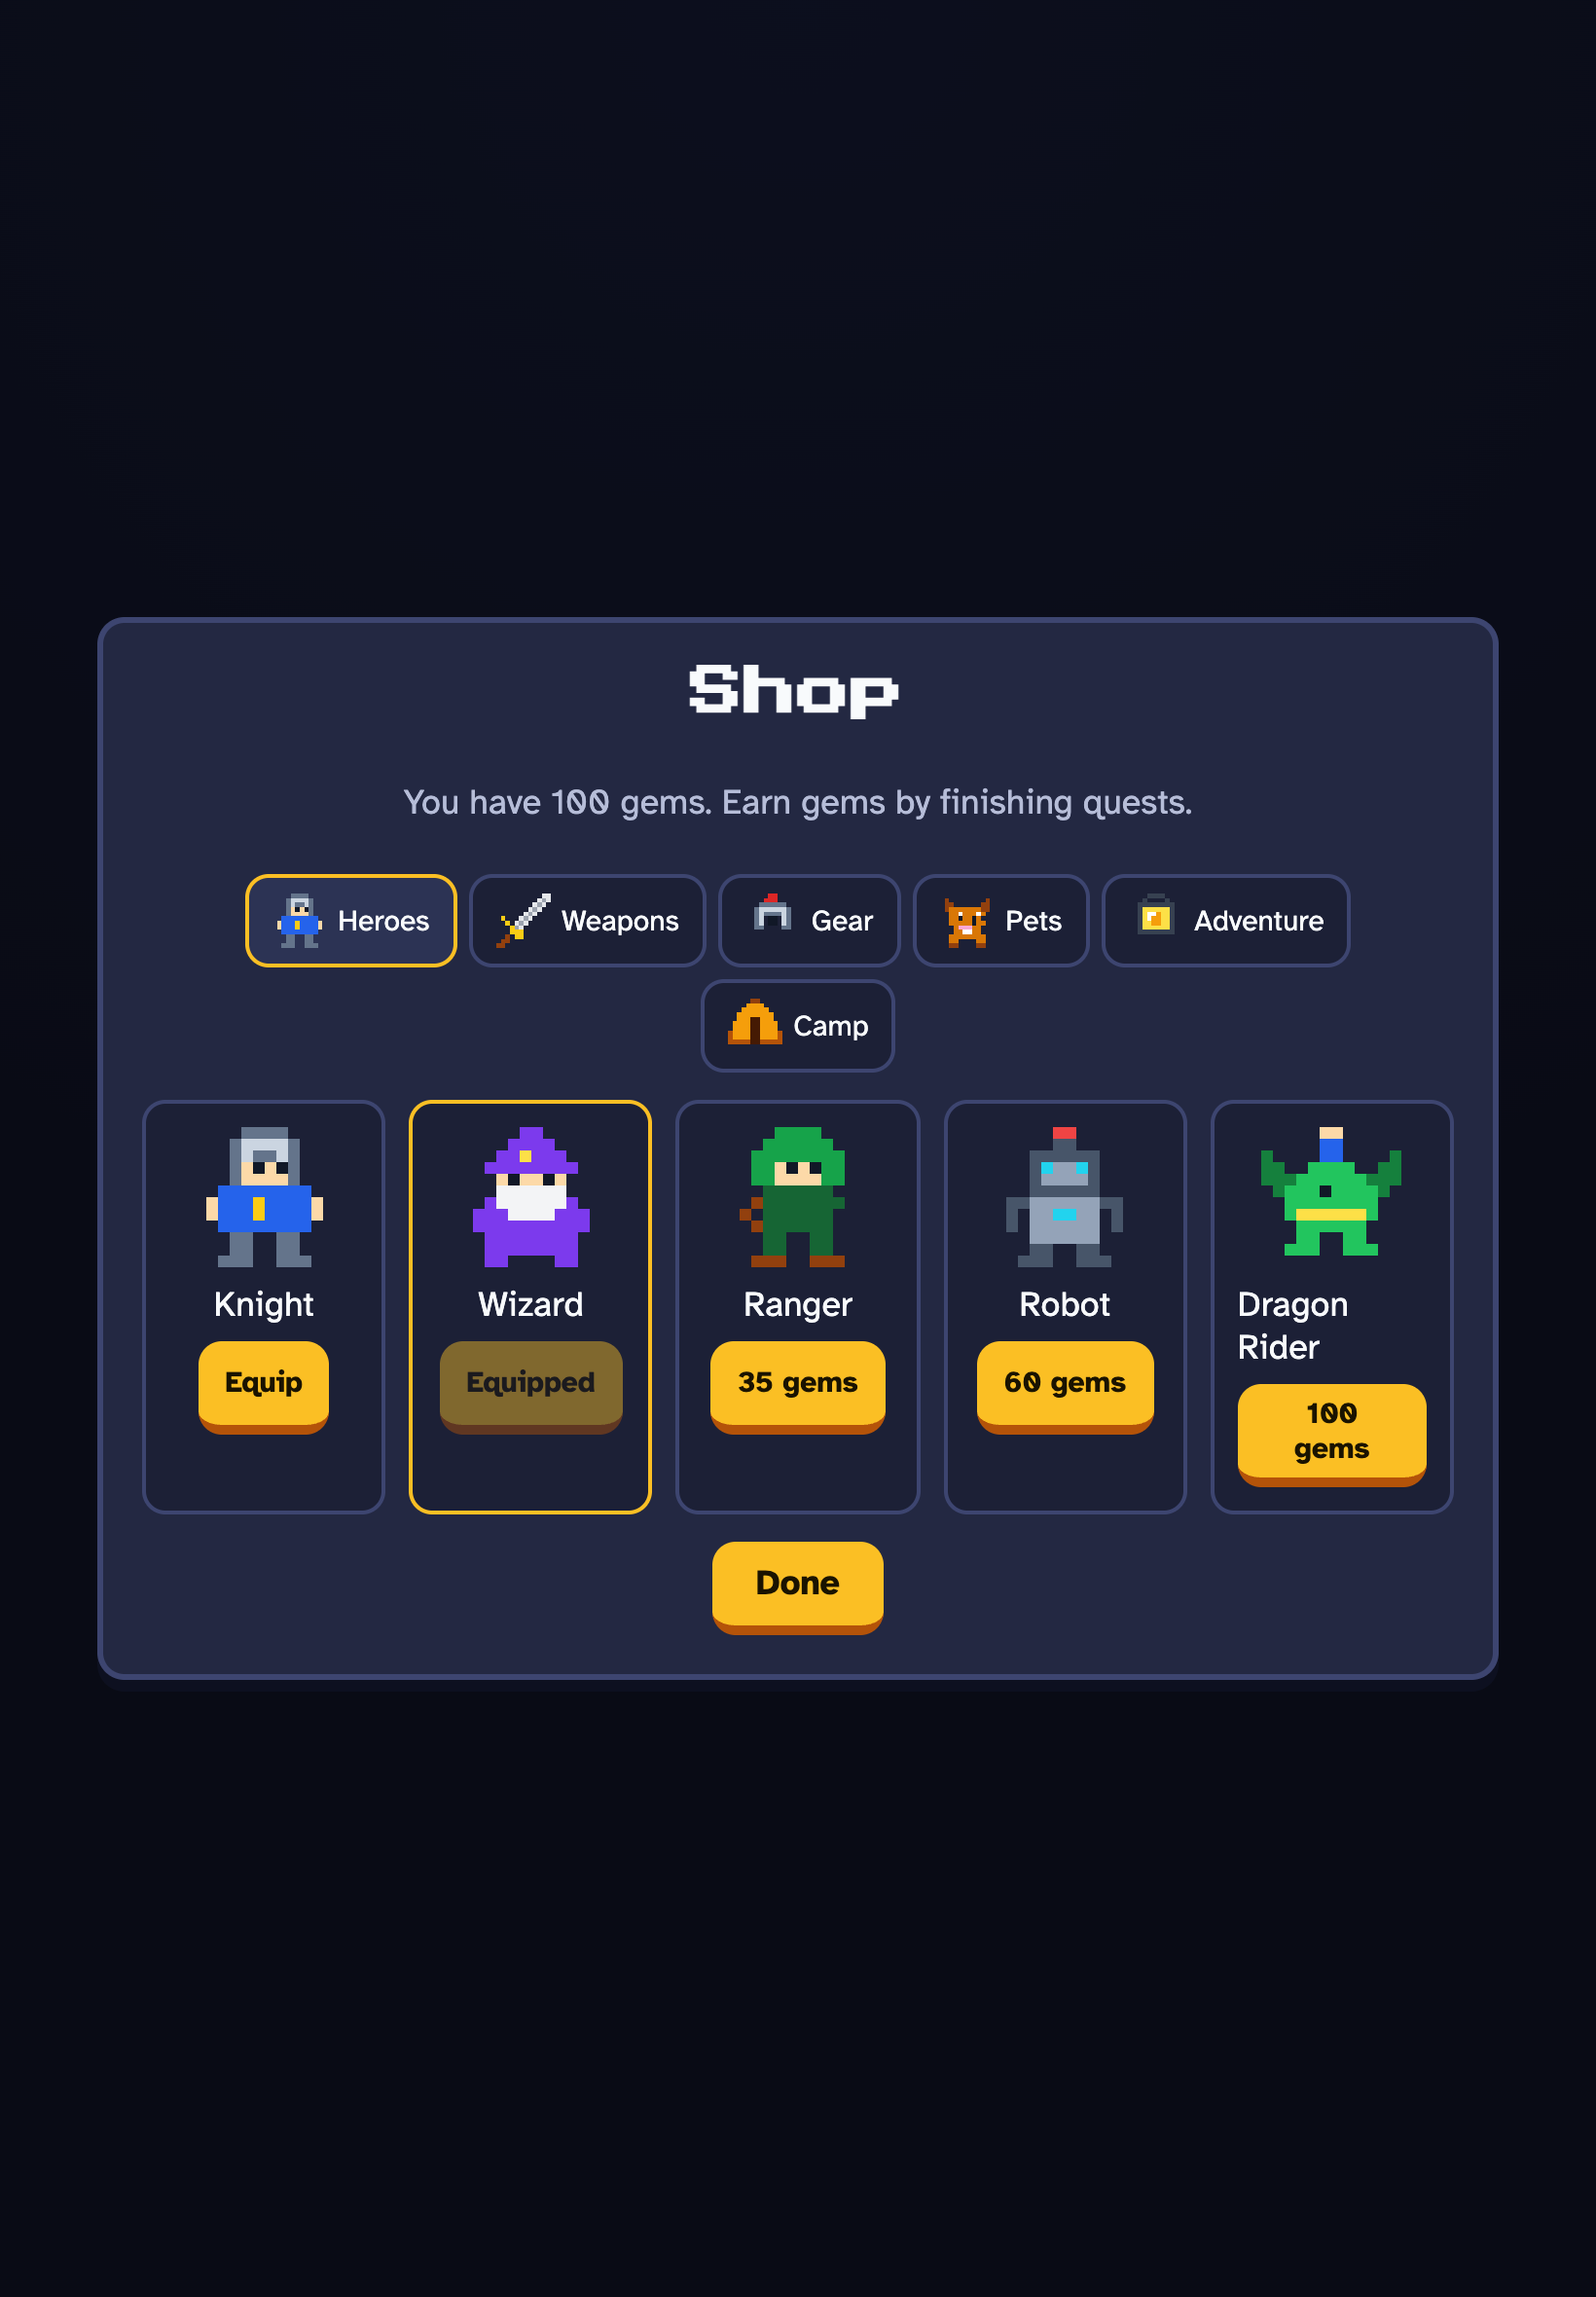 Shop
You have 100 gems. Earn gems by finishing quests.
Heroes
Weapons
Gear
Pets
Adventure
Camp
Knight
Equip
Wizard
Equipped
Ranger
35 gems
Robot
60 gems
Dragon
Rider
100
gems
Done